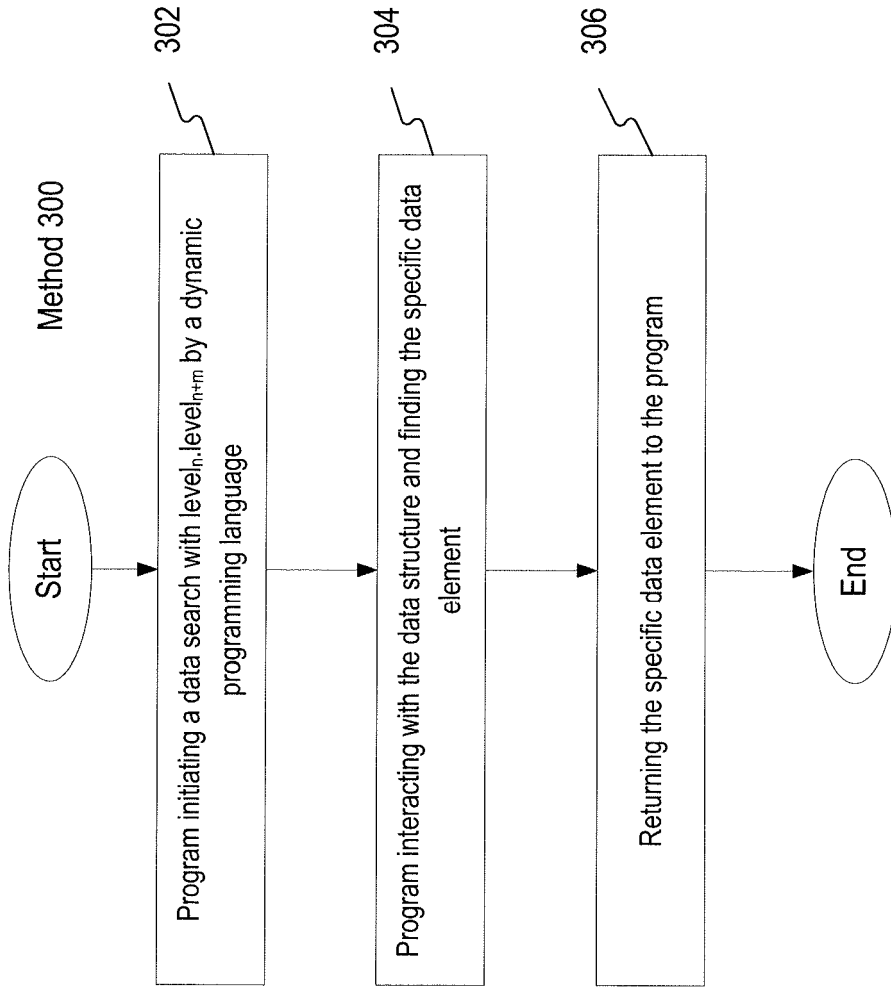 Method 300
Start
302
Program initiating a data search with levelₙ.levelₙ₊ₘ by a dynamic
programming language
304
Program interacting with the data structure and finding the specific data
element
306
Returning the specific data element to the program
End